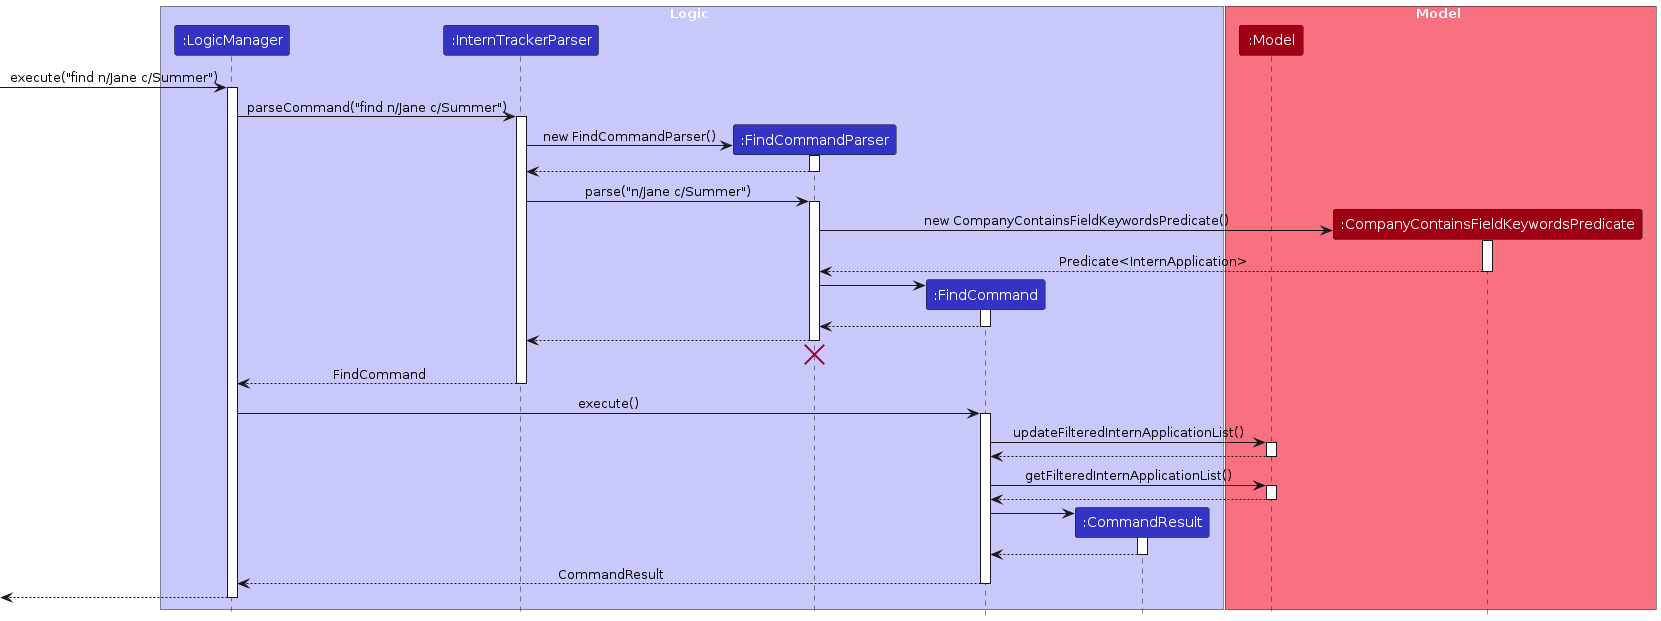 Logic
Model
:LogicManager
:InternTrackerParser
:Model
execute("find n/Jane c/Summer")
parseCommand("find n/Jane c/Summer")
new FindCommandParser()
:FindCommandParser
parse("n/Jane c/Summer")
new CompanyContainsFieldKeywordsPredicate()
:CompanyContainsFieldKeywordsPredicate
Predicate<InternApplication>
:FindCommand
FindCommand
execute()
updateFilteredInternApplicationList()
getFilteredInternApplicationList()
:CommandResult
CommandResult